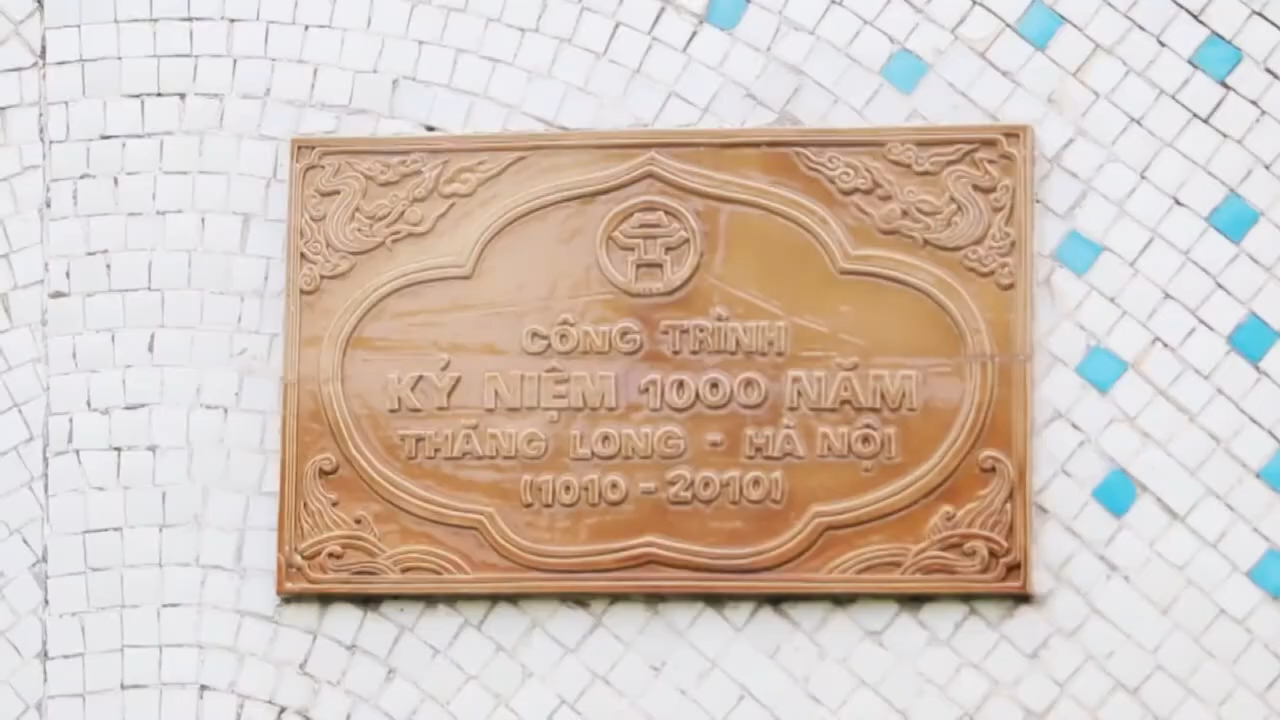 CÔNG TRÌNH
KỶ NIỆM 1000 NĂM
THĂNG LONG - HÀ NỘI
(1010 - 2010)